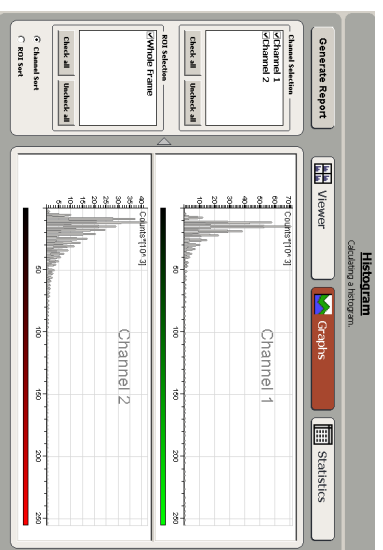 Histogram
Calculating a histogram.
Generate Report
Viewer
Graphs
Statistics
Channel Selection
Channel 1
Channel 2
Check all
Uncheck all
ROI Selection
Whole Frame
Check all
Uncheck all
Channel Sort
ROI Sort
Counts*[10^ 3]
70
60
50
40
30
20
10
Channel 1
50
100
150
200
250
Counts*[10^ 3]
40
35
30
25
20
15
10
5
Channel 2
50
100
150
200
250